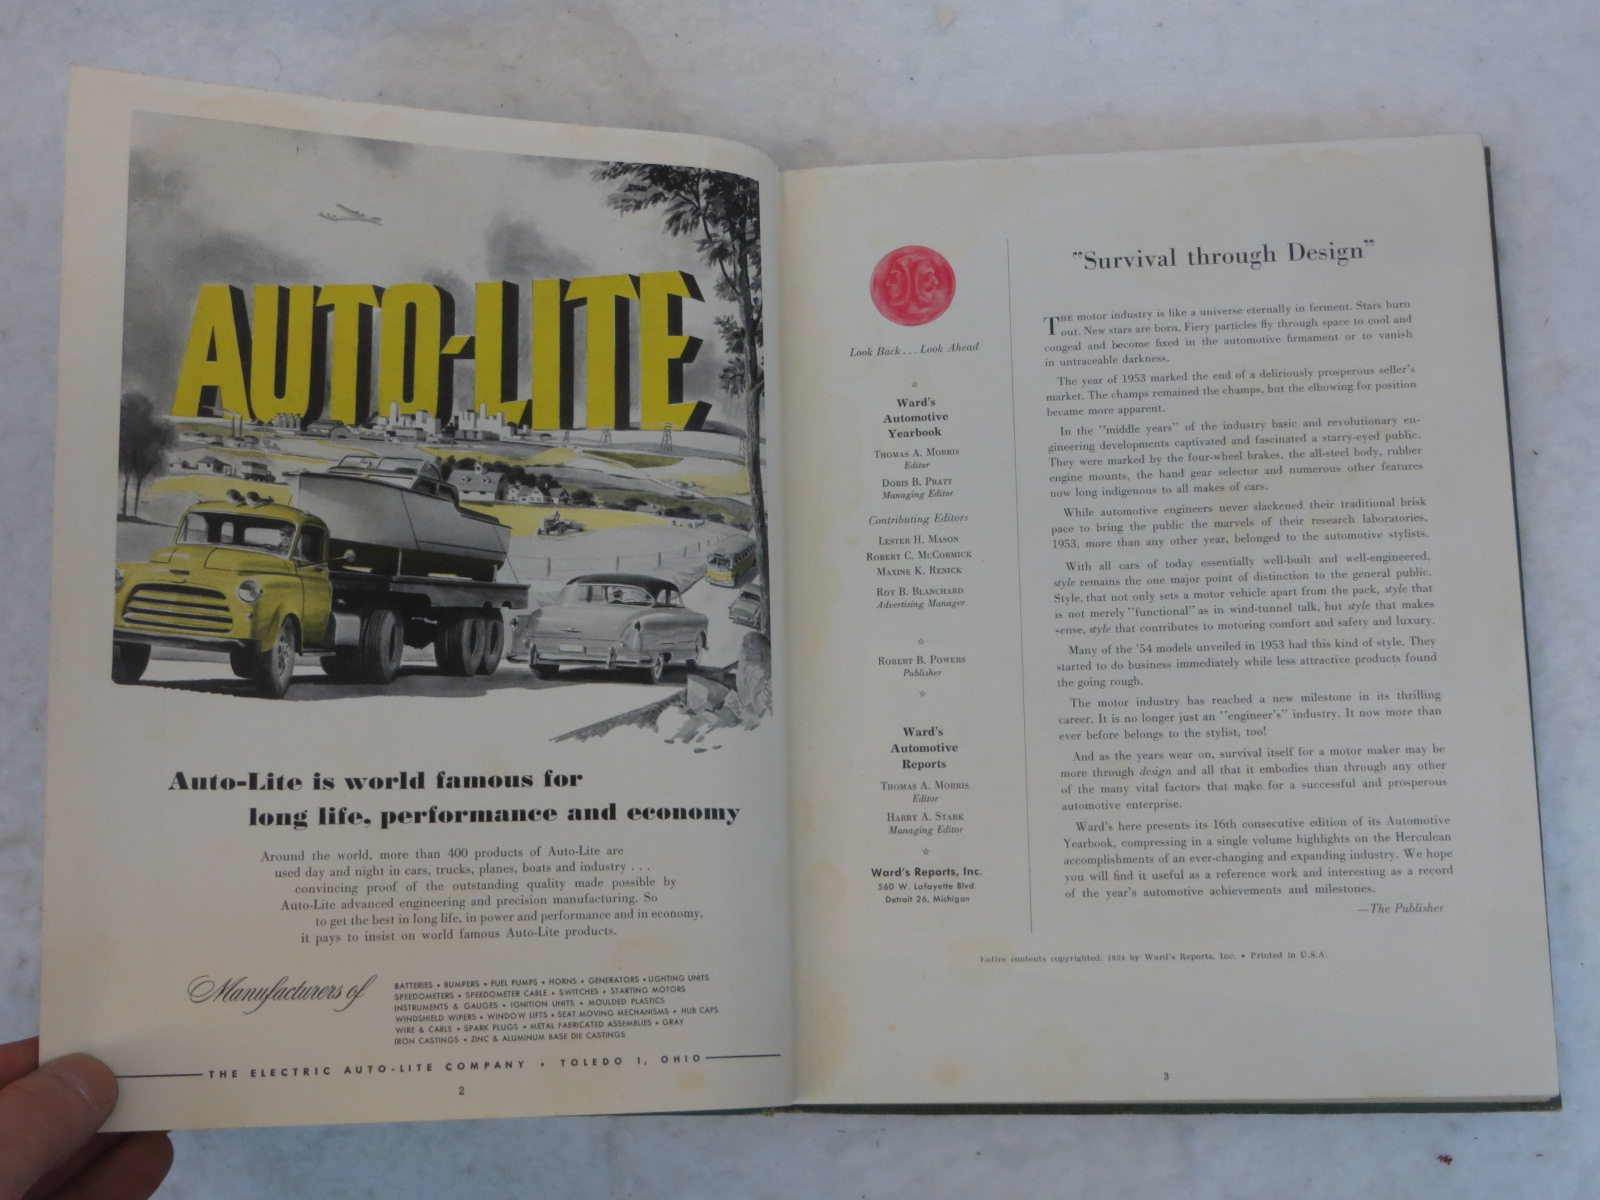 AUTO-LITE
Auto-Lite is world famous for
long life, performance and economy
Around the world, more than 400 products of Auto-Lite are
used day and night in cars, trucks, planes, boats and industry . . .
convincing proof of the outstanding quality made possible by
Auto-Lite advanced engineering and precision manufacturing. So
to get the best in long life, in power and performance and in economy,
it pays to insist on world famous Auto-Lite products.
Manufacturers of
BATTERIES • BUMPERS • FUEL PUMPS • HORNS • GENERATORS • LIGHTING UNITS
SPEEDOMETERS • SPEEDOMETER CABLE • SWITCHES • STARTING MOTORS
INSTRUMENTS & GAUGES • IGNITION UNITS • MOULDED PLASTICS
WINDSHIELD WIPERS • WINDOW LIFTS • SEAT MOVING MECHANISMS • HUB CAPS
WIRE & CABLE • SPARK PLUGS • METAL FABRICATED ASSEMBLIES • GRAY
IRON CASTINGS • ZINC & ALUMINUM BASE DIE CASTINGS
THE ELECTRIC AUTO-LITE COMPANY • TOLEDO 1, OHIO
2
Look Back . . . Look Ahead
☆
Ward's
Automotive
Yearbook
THOMAS A. MORRIS
Editor
DORIS B. PRATT
Managing Editor
Contributing Editors
LESTER H. MASON
ROBERT C. MCCORMICK
MAXINE K. RENICK
ROY B. BLANCHARD
Advertising Manager
☆
ROBERT B. POWERS
Publisher
☆
Ward's
Automotive
Reports
THOMAS A. MORRIS
Editor
HARRY A. STARK
Managing Editor
☆
Ward's Reports, Inc.
560 W. Lafayette Blvd.
Detroit 26, Michigan
"Survival through Design"
THE motor industry is like a universe eternally in ferment. Stars burn
out. New stars are born. Fiery particles fly through space to cool and
congeal and become fixed in the automotive firmament or to vanish
in untraceable darkness.
The year of 1953 marked the end of a deliriously prosperous seller's
market. The champs remained the champs, but the elbowing for position
became more apparent.
In the "middle years" of the industry basic and revolutionary en-
gineering developments captivated and fascinated a starry-eyed public.
They were marked by the four-wheel brakes, the all-steel body, rubber
engine mounts, the hand gear selector and numerous other features
now long indigenous to all makes of cars.
While automotive engineers never slackened their traditional brisk
pace to bring the public the marvels of their research laboratories,
1953, more than any other year, belonged to the automotive stylists.
With all cars of today essentially well-built and well-engineered,
style remains the one major point of distinction to the general public.
Style, that not only sets a motor vehicle apart from the pack, style that
is not merely "functional" as in wind-tunnel talk, but style that makes
sense, style that contributes to motoring comfort and safety and luxury.
Many of the '54 models unveiled in 1953 had this kind of style. They
started to do business immediately while less attractive products found
the going rough.
The motor industry has reached a new milestone in its thrilling
career. It is no longer just an "engineer's" industry. It now more than
ever before belongs to the stylist, too!
And as the years wear on, survival itself for a motor maker may be
more through design and all that it embodies than through any other
of the many vital factors that make for a successful and prosperous
automotive enterprise.
Ward's here presents its 16th consecutive edition of its Automotive
Yearbook, compressing in a single volume highlights on the Herculean
accomplishments of an ever-changing and expanding industry. We hope
you will find it useful as a reference work and interesting as a record
of the year's automotive achievements and milestones.
—The Publisher
Entire contents copyrighted, 1954 by Ward's Reports, Inc. • Printed in U.S.A.
3